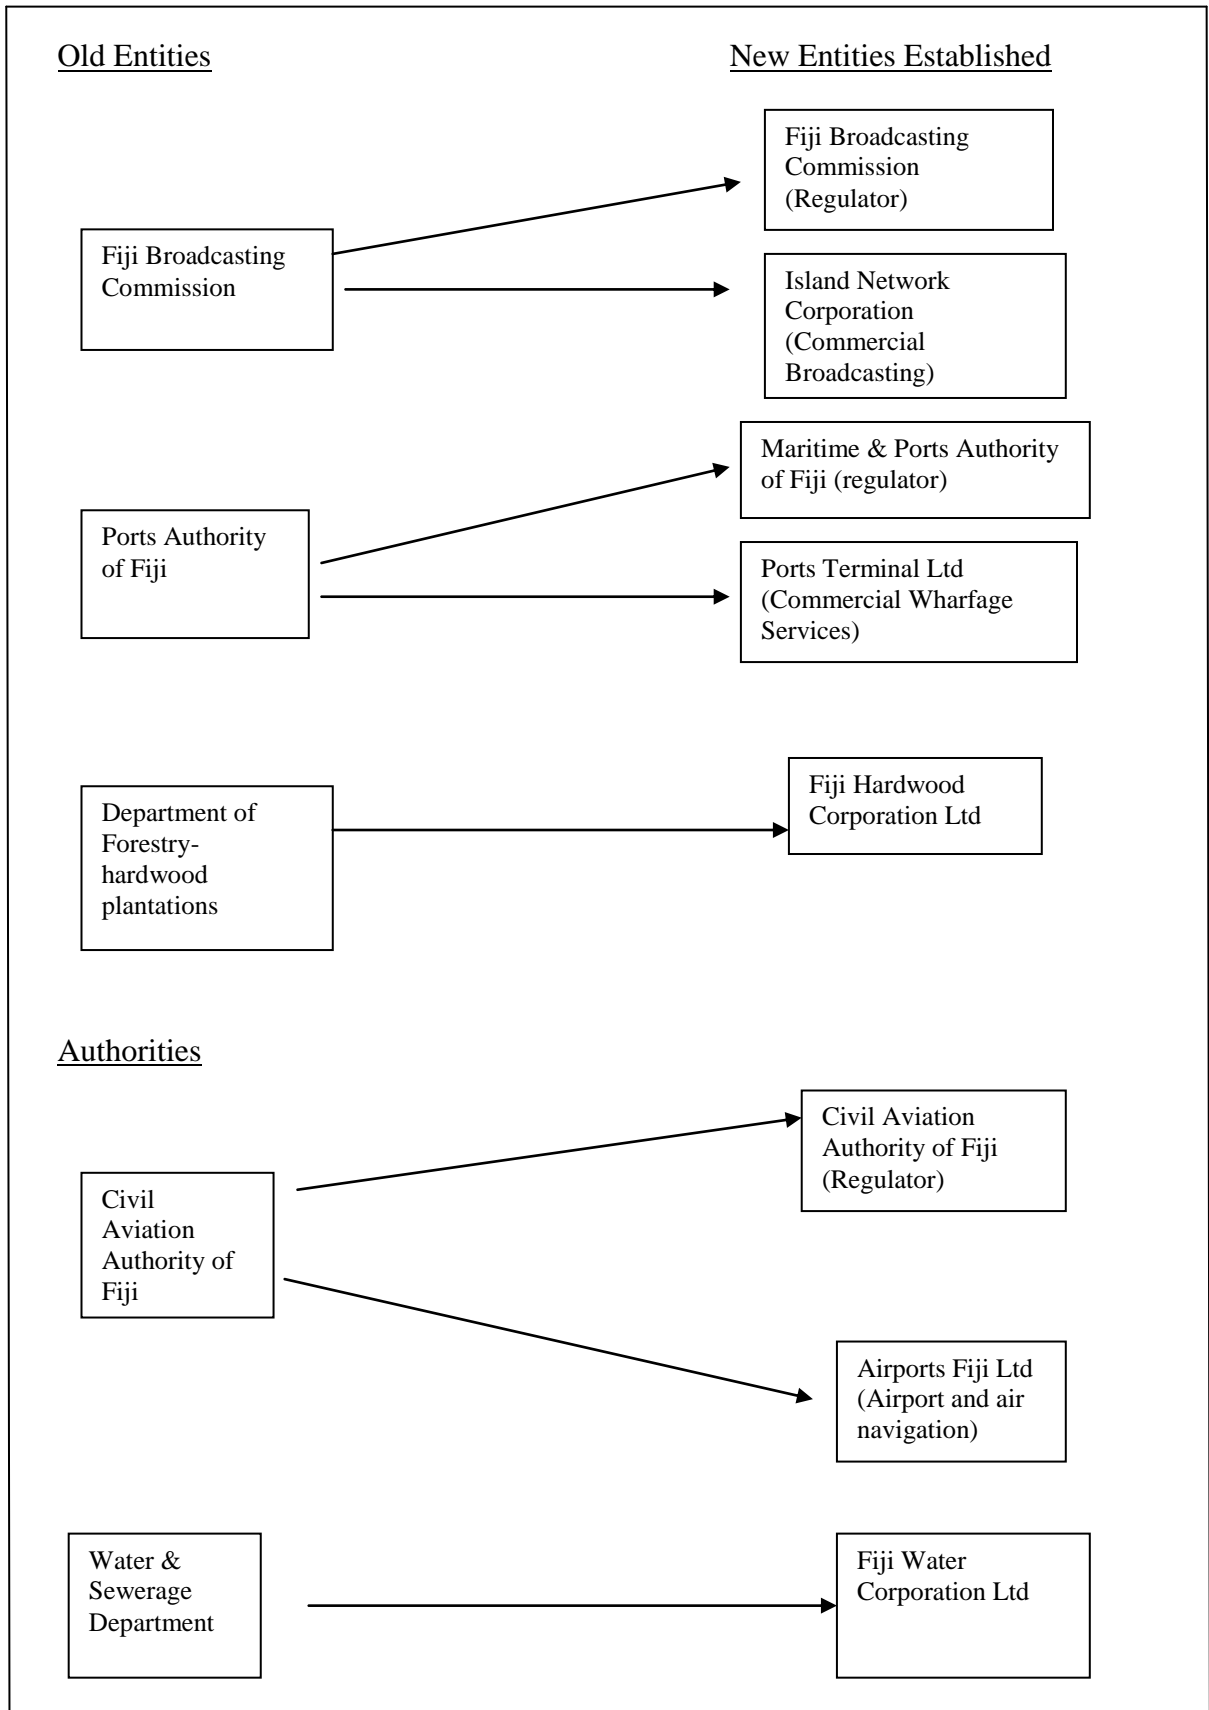 Old Entities
New Entities Established
Fiji Broadcasting
Commission
(Regulator)
Fiji Broadcasting
Commission
Island Network
Corporation
(Commercial
Broadcasting)
Maritime & Ports Authority
of Fiji (regulator)
Ports Authority
of Fiji
Ports Terminal Ltd
(Commercial Wharfage
Services)
Department of
Forestry-
hardwood
plantations
Fiji Hardwood
Corporation Ltd
Authorities
Civil Aviation
Authority of Fiji
(Regulator)
Civil
Aviation
Authority of
Fiji
Airports Fiji Ltd
(Airport and air
navigation)
Water &
Sewerage
Department
Fiji Water
Corporation Ltd